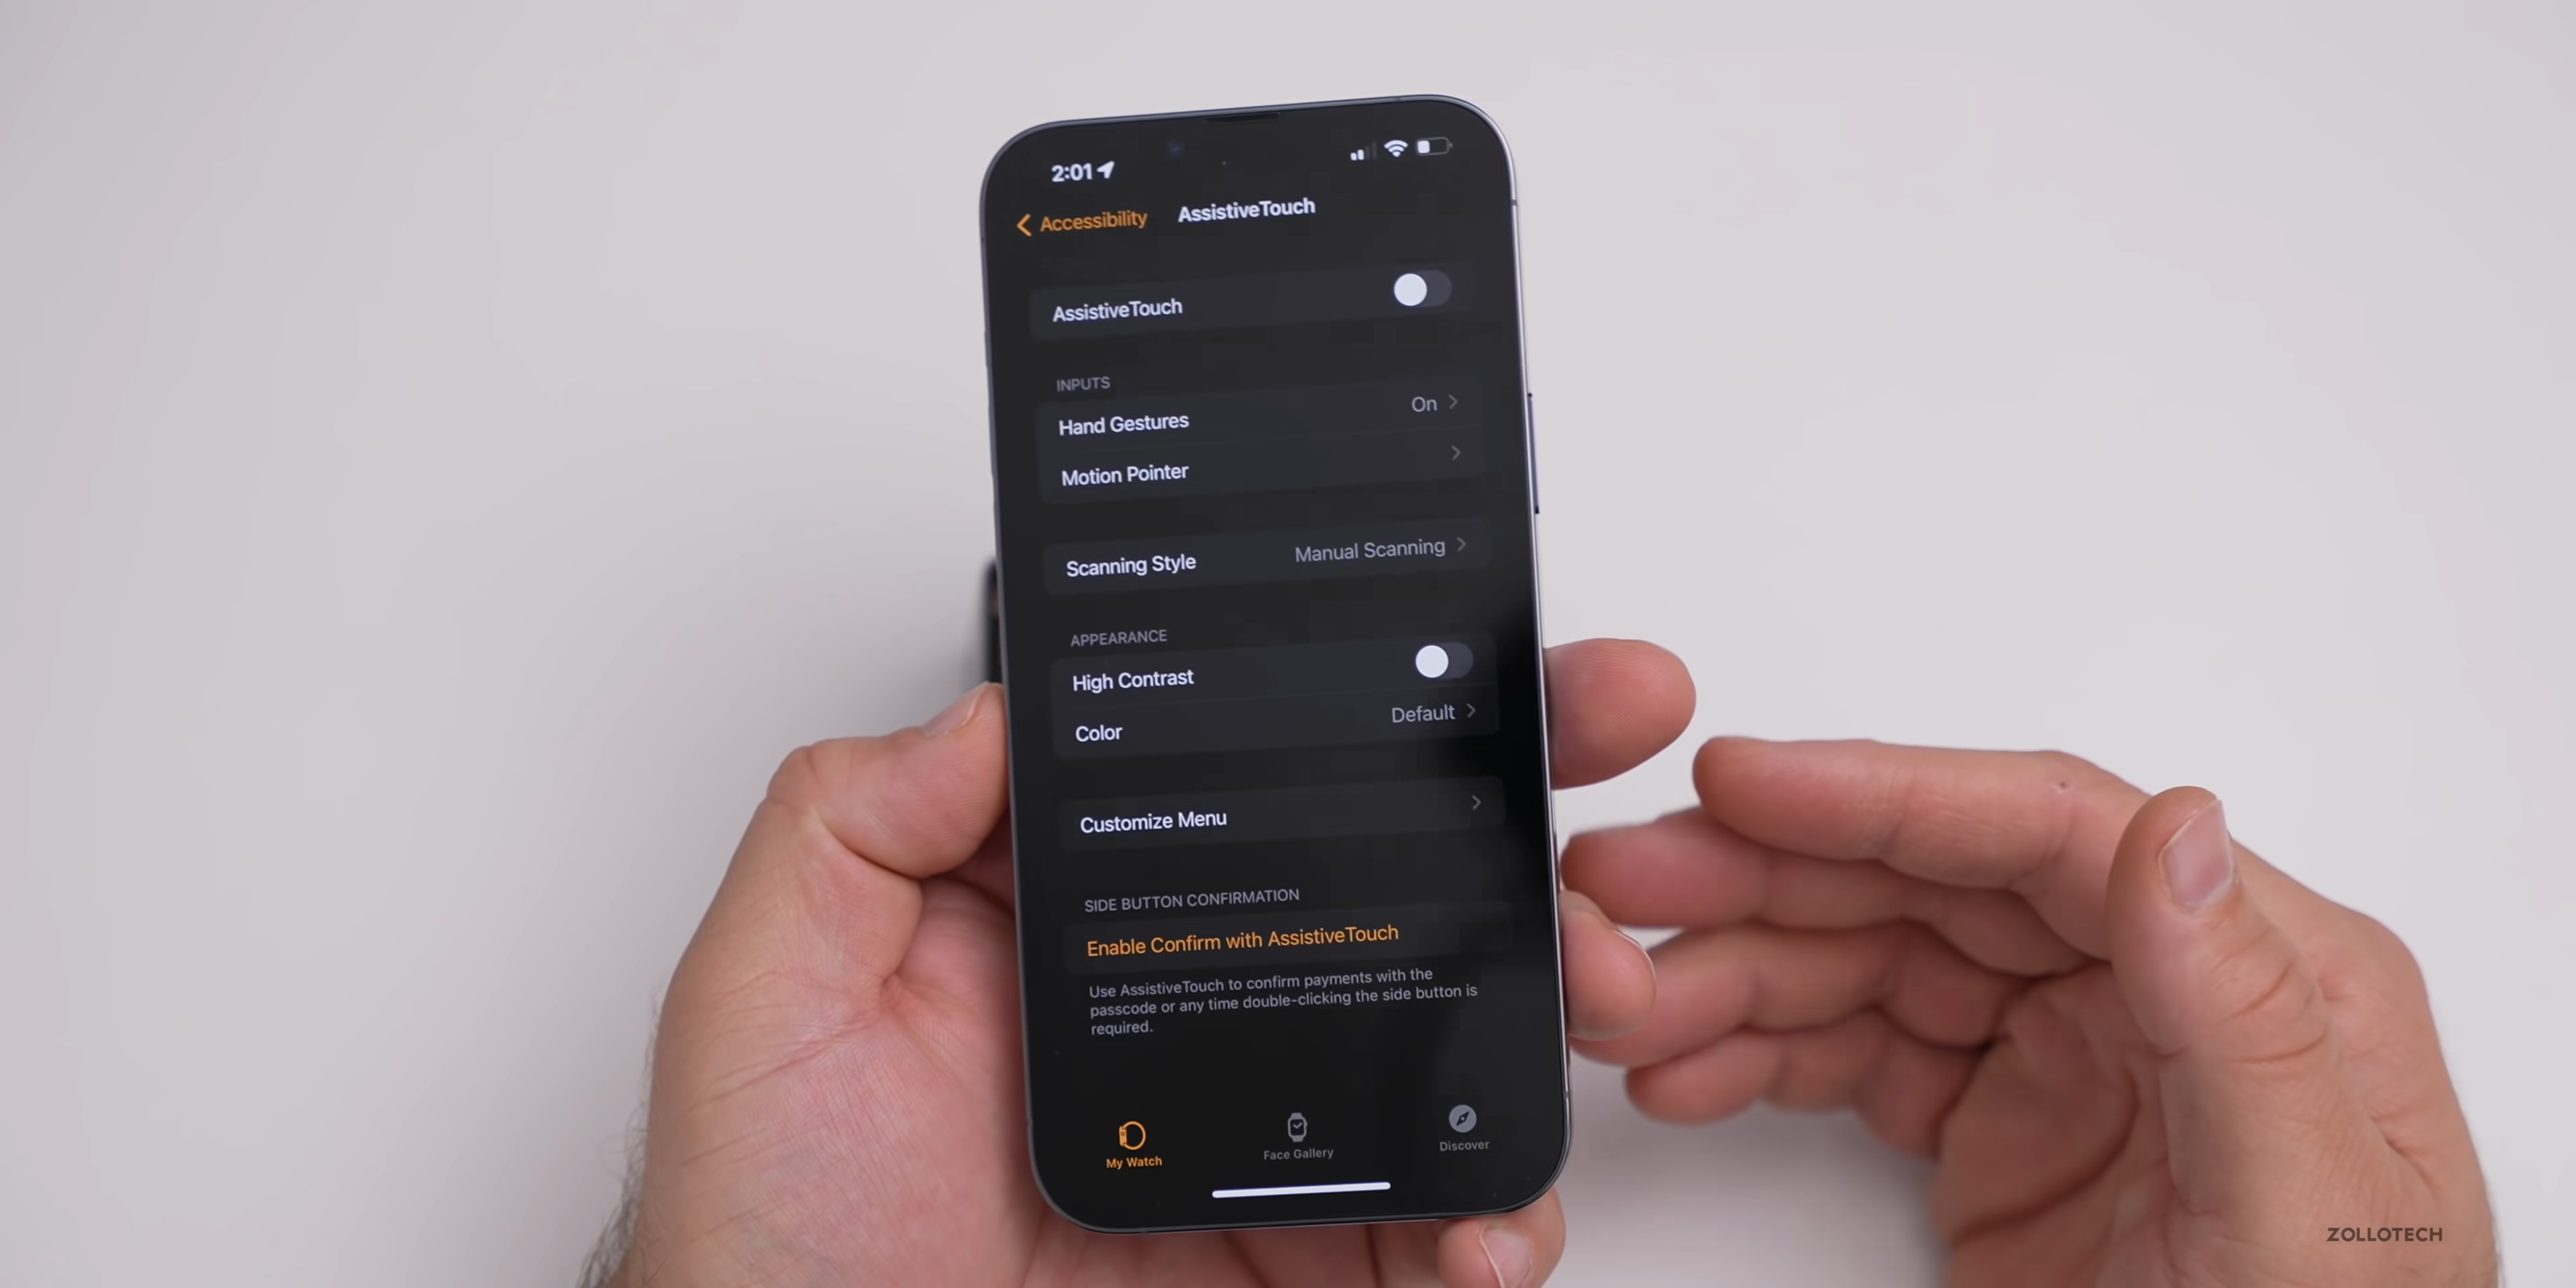 2:01
Accessibility
AssistiveTouch
AssistiveTouch
INPUTS
Hand Gestures On
Motion Pointer
Scanning Style Manual Scanning
APPEARANCE
High Contrast
Color Default
Customize Menu
SIDE BUTTON CONFIRMATION
Enable Confirm with AssistiveTouch
Use AssistiveTouch to confirm payments with the
passcode or any time double-clicking the side button is
required.
My Watch
Face Gallery
Discover
ZOLLOTECH